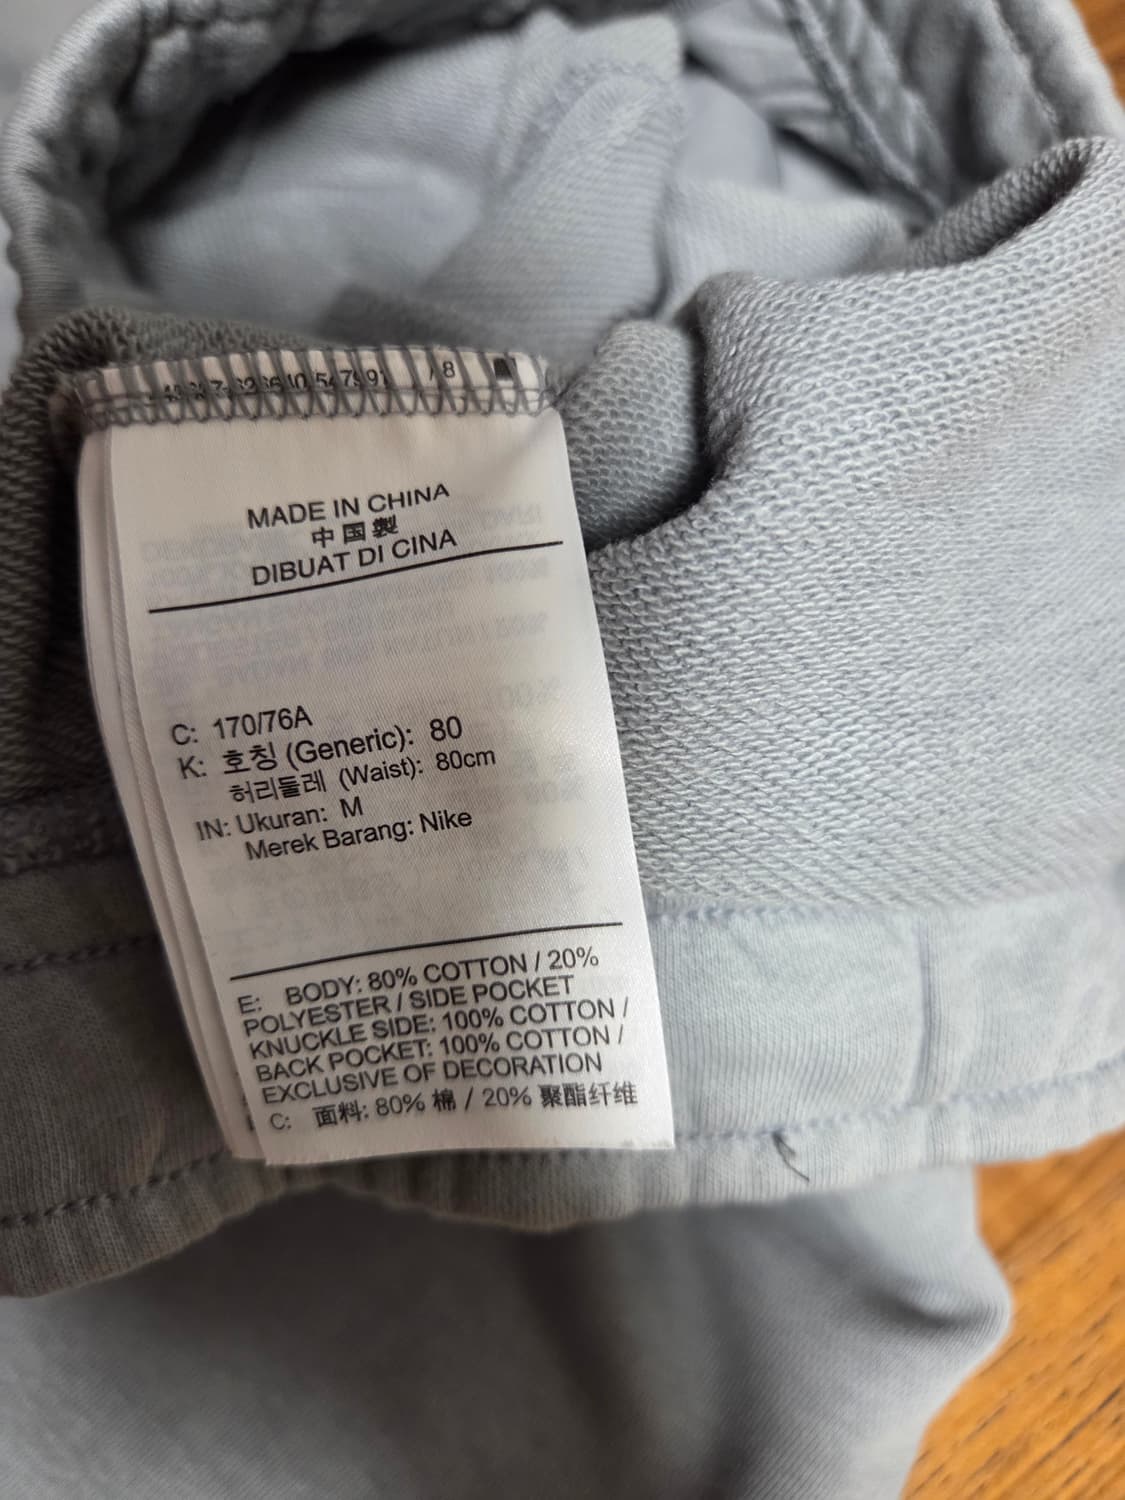 MADE IN CHINA
中国製
DIBUAT DI CINA
C: 170/76A
K: 호칭 (Generic): 80
허리둘레 (Waist): 80cm
IN: Ukuran: M
Merek Barang: Nike
E: BODY: 80% COTTON / 20%
POLYESTER / SIDE POCKET
KNUCKLE SIDE: 100% COTTON /
BACK POCKET: 100% COTTON /
EXCLUSIVE OF DECORATION
C: 面料: 80% 棉 / 20% 聚酯纤维